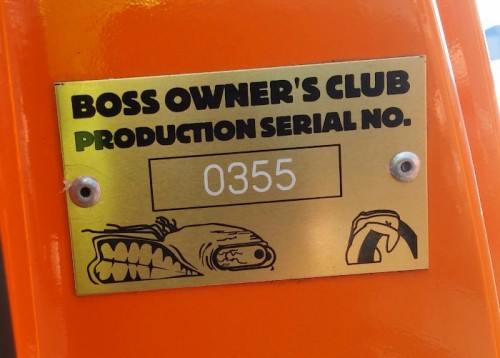 BOSS OWNER'S CLUB
PRODUCTION SERIAL NO.
0355